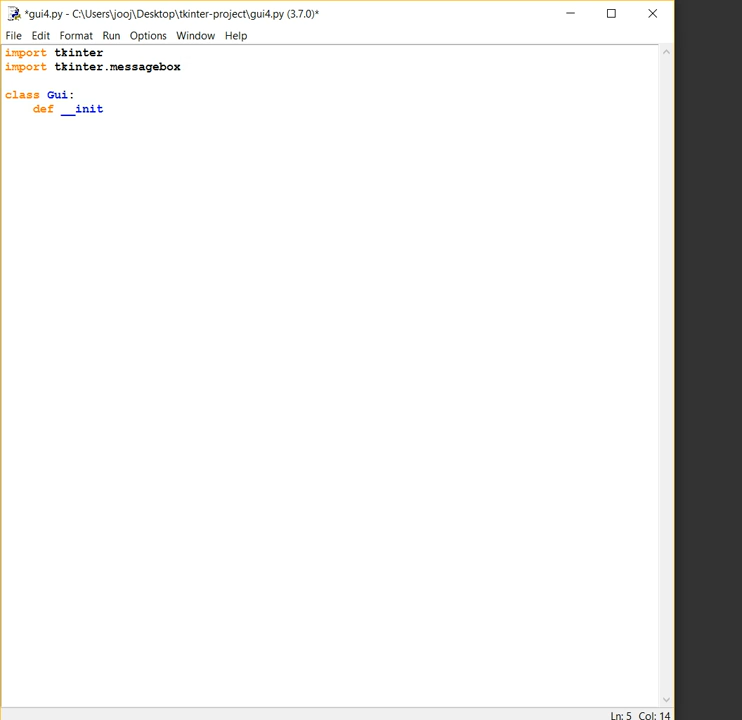 *gui4.py - C:\Users\jooj\Desktop\tkinter-project\gui4.py (3.7.0)*
File Edit Format Run Options Window Help
import tkinter
import tkinter.messagebox
class Gui:
def __init
Ln: 5 Col: 14